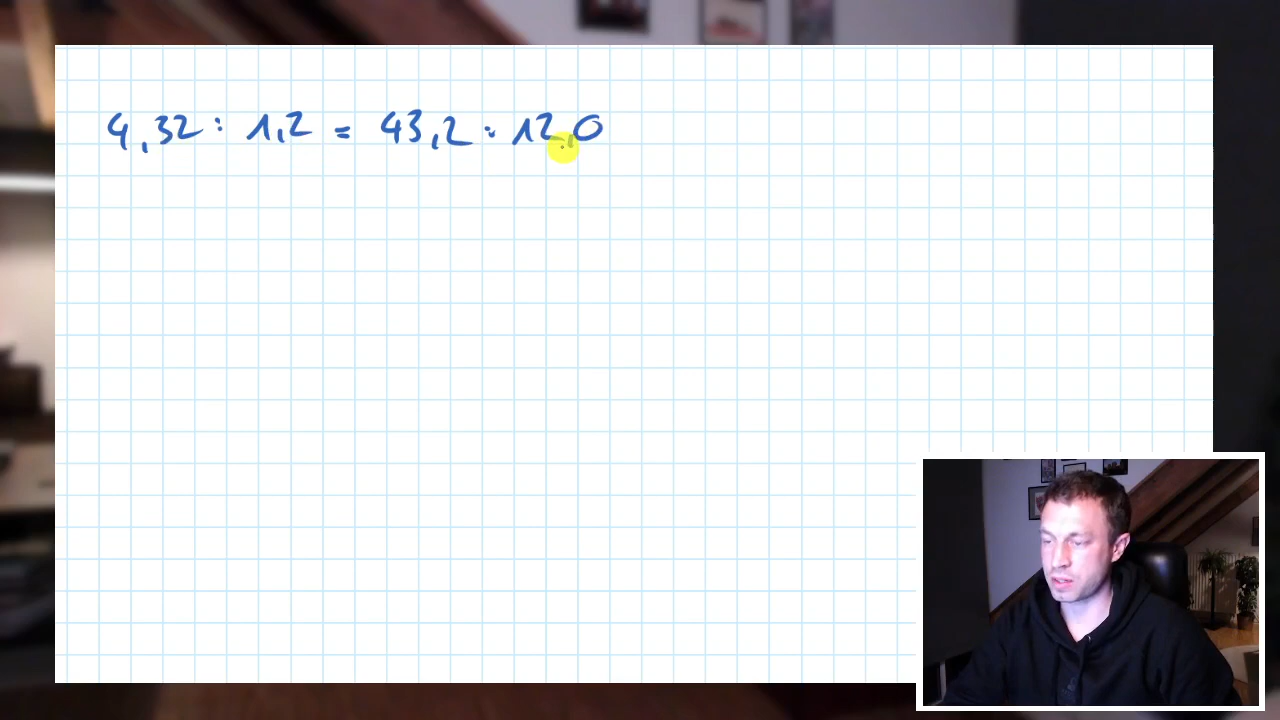 4,32 : 1,2 = 43,2 : 12,0